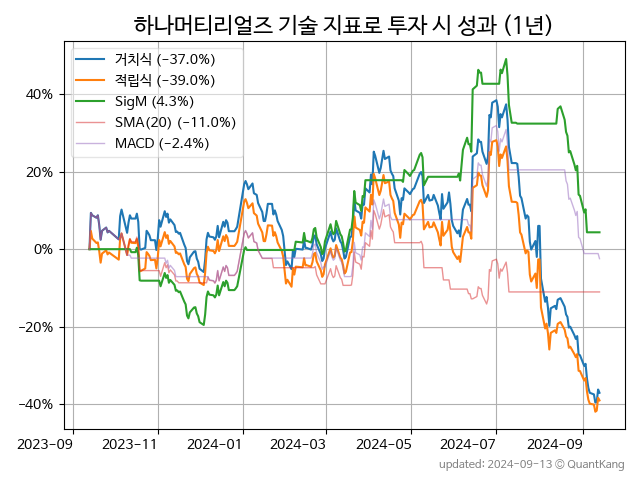 하나머티리얼즈 기술 지표로 투자 시 성과 (1년)
거치식 (−37.0%)
적립식 (−39.0%)
SigM (4.3%)
SMA(20) (−11.0%)
MACD (−2.4%)
40%
20%
0%
−20%
−40%
2023-09 2023-11 2024-01 2024-03 2024-05 2024-07 2024-09
updated: 2024-09-13 © QuantKang